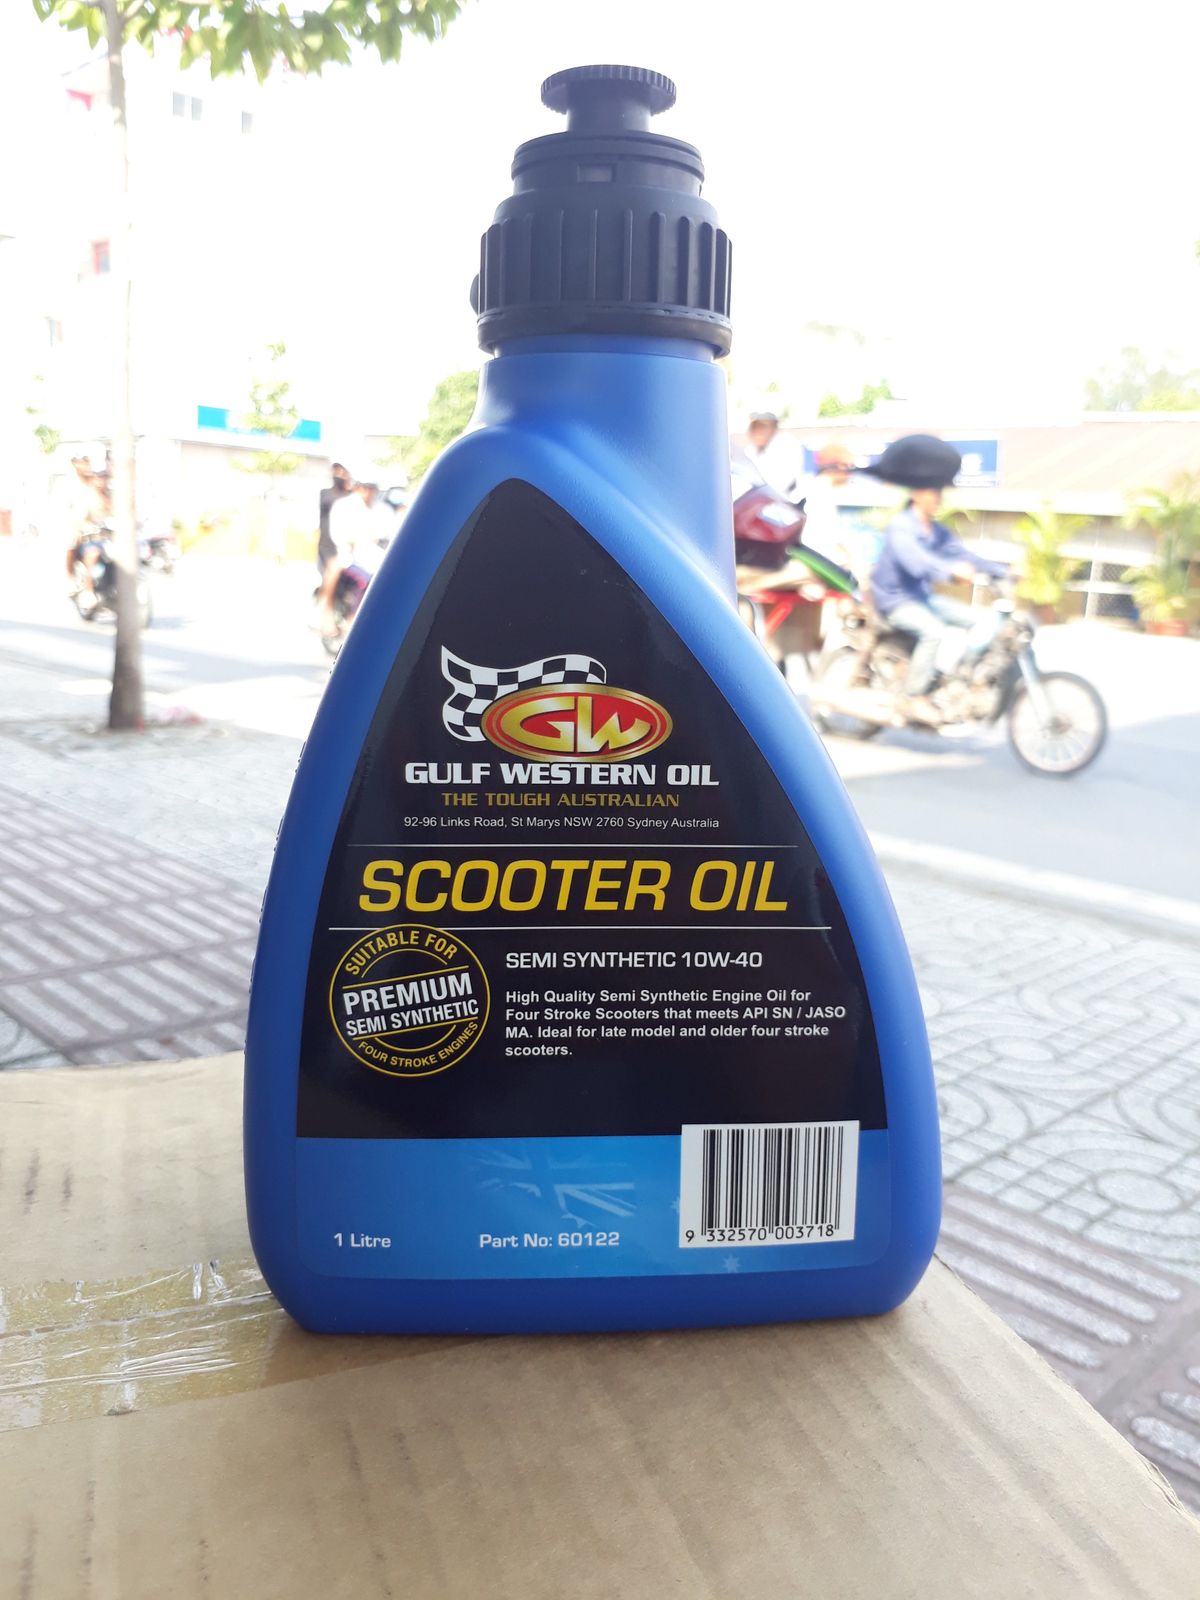 GW
GULF WESTERN OIL
THE TOUGH AUSTRALIAN
92-96 Links Road, St Marys NSW 2760 Sydney Australia
SCOOTER OIL
SUITABLE FOR
PREMIUM
SEMI SYNTHETIC
FOUR STROKE ENGINES
SEMI SYNTHETIC 10W-40
High Quality Semi Synthetic Engine Oil for
Four Stroke Scooters that meets API SN / JASO
MA. Ideal for late model and older four stroke
scooters.
1 Litre
Part No: 60122
9 332570 003718